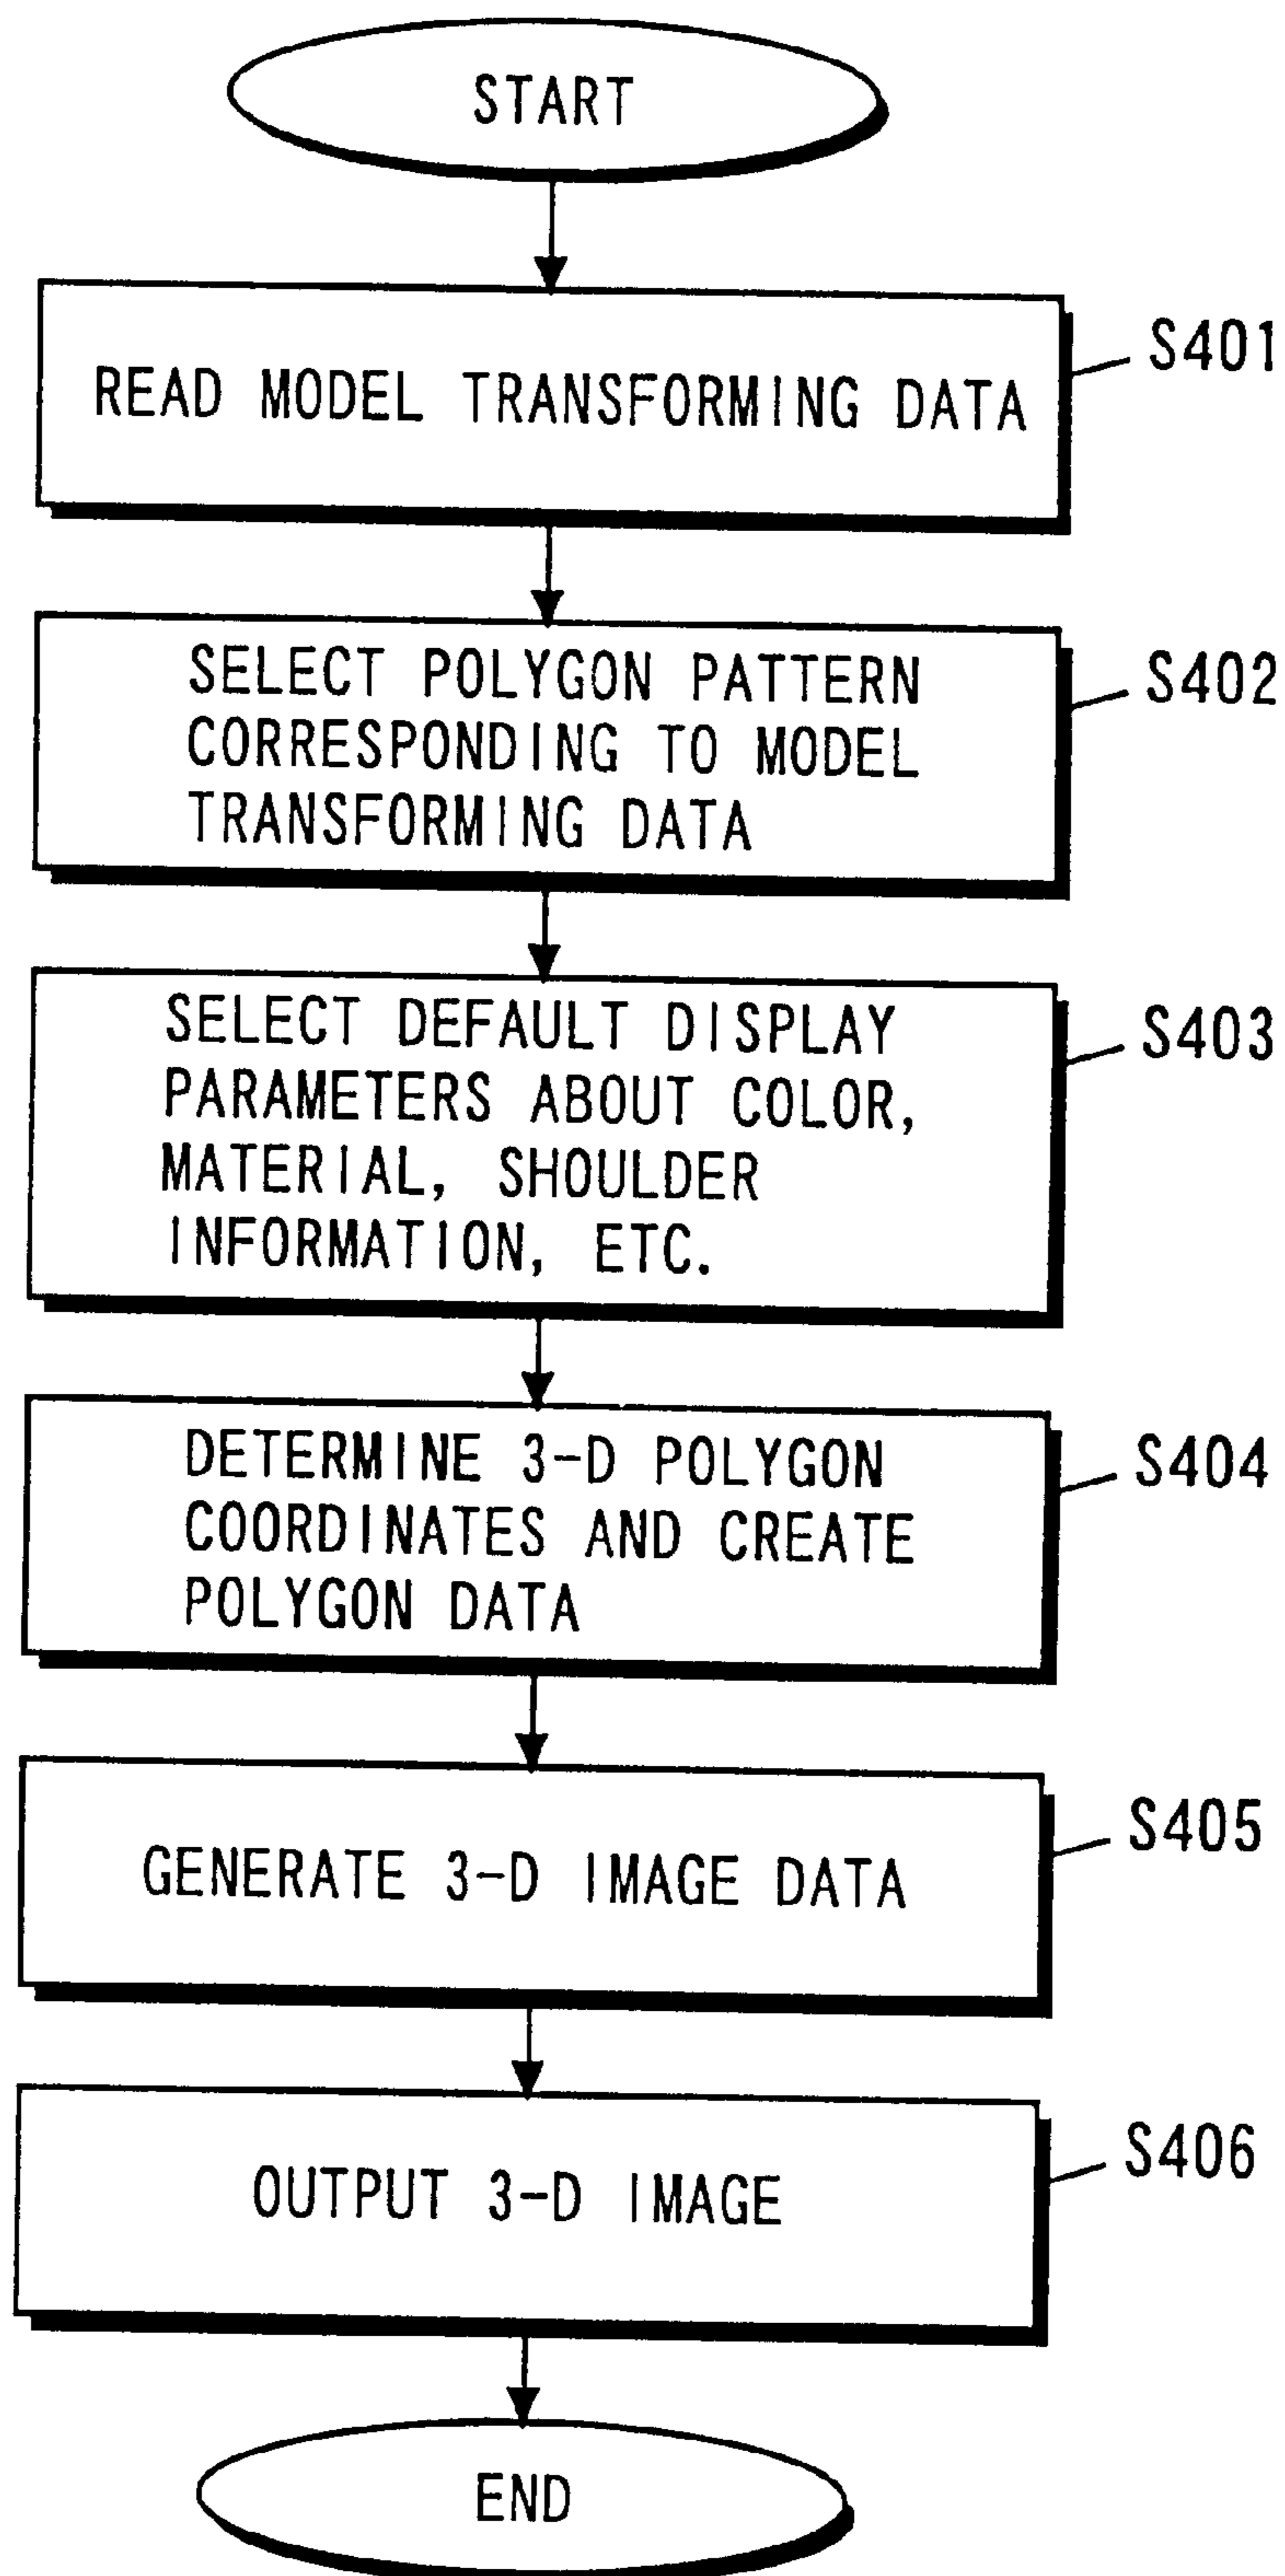 START
READ MODEL TRANSFORMING DATA
S401
SELECT POLYGON PATTERN
CORRESPONDING TO MODEL
TRANSFORMING DATA
S402
SELECT DEFAULT DISPLAY
PARAMETERS ABOUT COLOR,
MATERIAL, SHOULDER
INFORMATION, ETC.
S403
DETERMINE 3-D POLYGON
COORDINATES AND CREATE
POLYGON DATA
S404
GENERATE 3-D IMAGE DATA
S405
OUTPUT 3-D IMAGE
S406
END